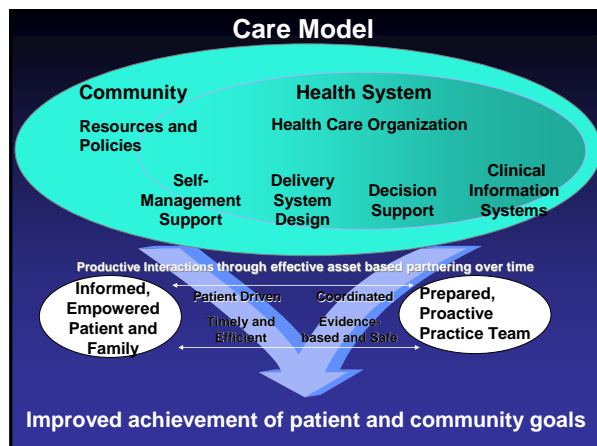 Care Model
Community
Health System
Resources and
Policies
Health Care Organization
Self-
Management
Support
Delivery
System
Design
Decision
Support
Clinical
Information
Systems
Productive Interactions through effective asset based partnering over time
Informed,
Empowered
Patient and
Family
Patient Driven
Coordinated
Timely and
Efficient
Evidence-
based and Safe
Prepared,
Proactive
Practice Team
Improved achievement of patient and community goals